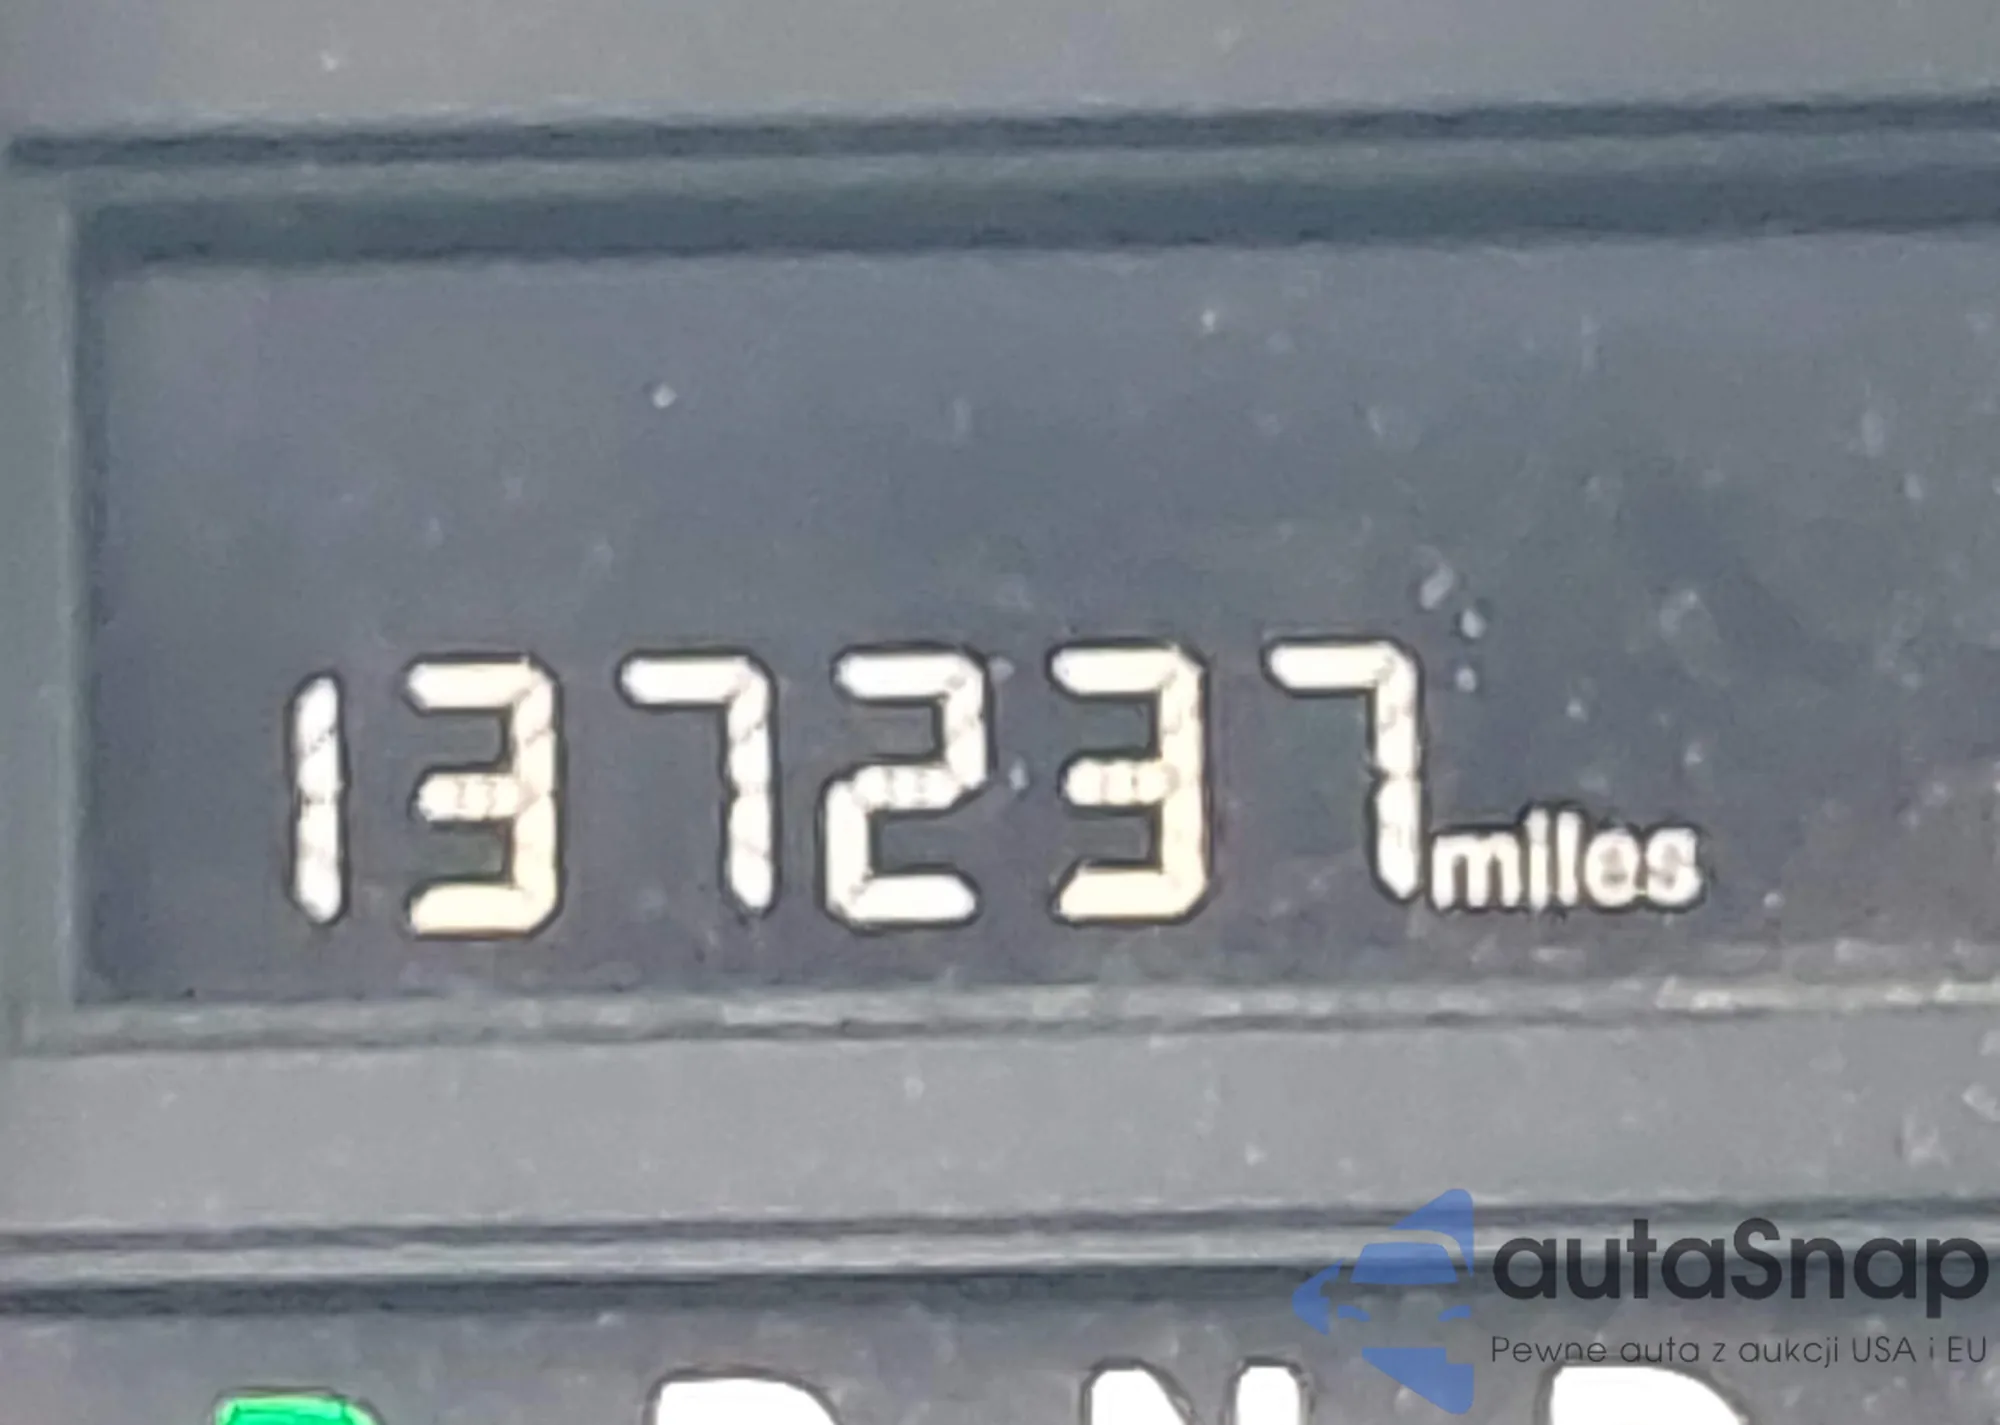 137237 miles
autaSnap
Pewne auta z aukcji USA i EU
P R N D